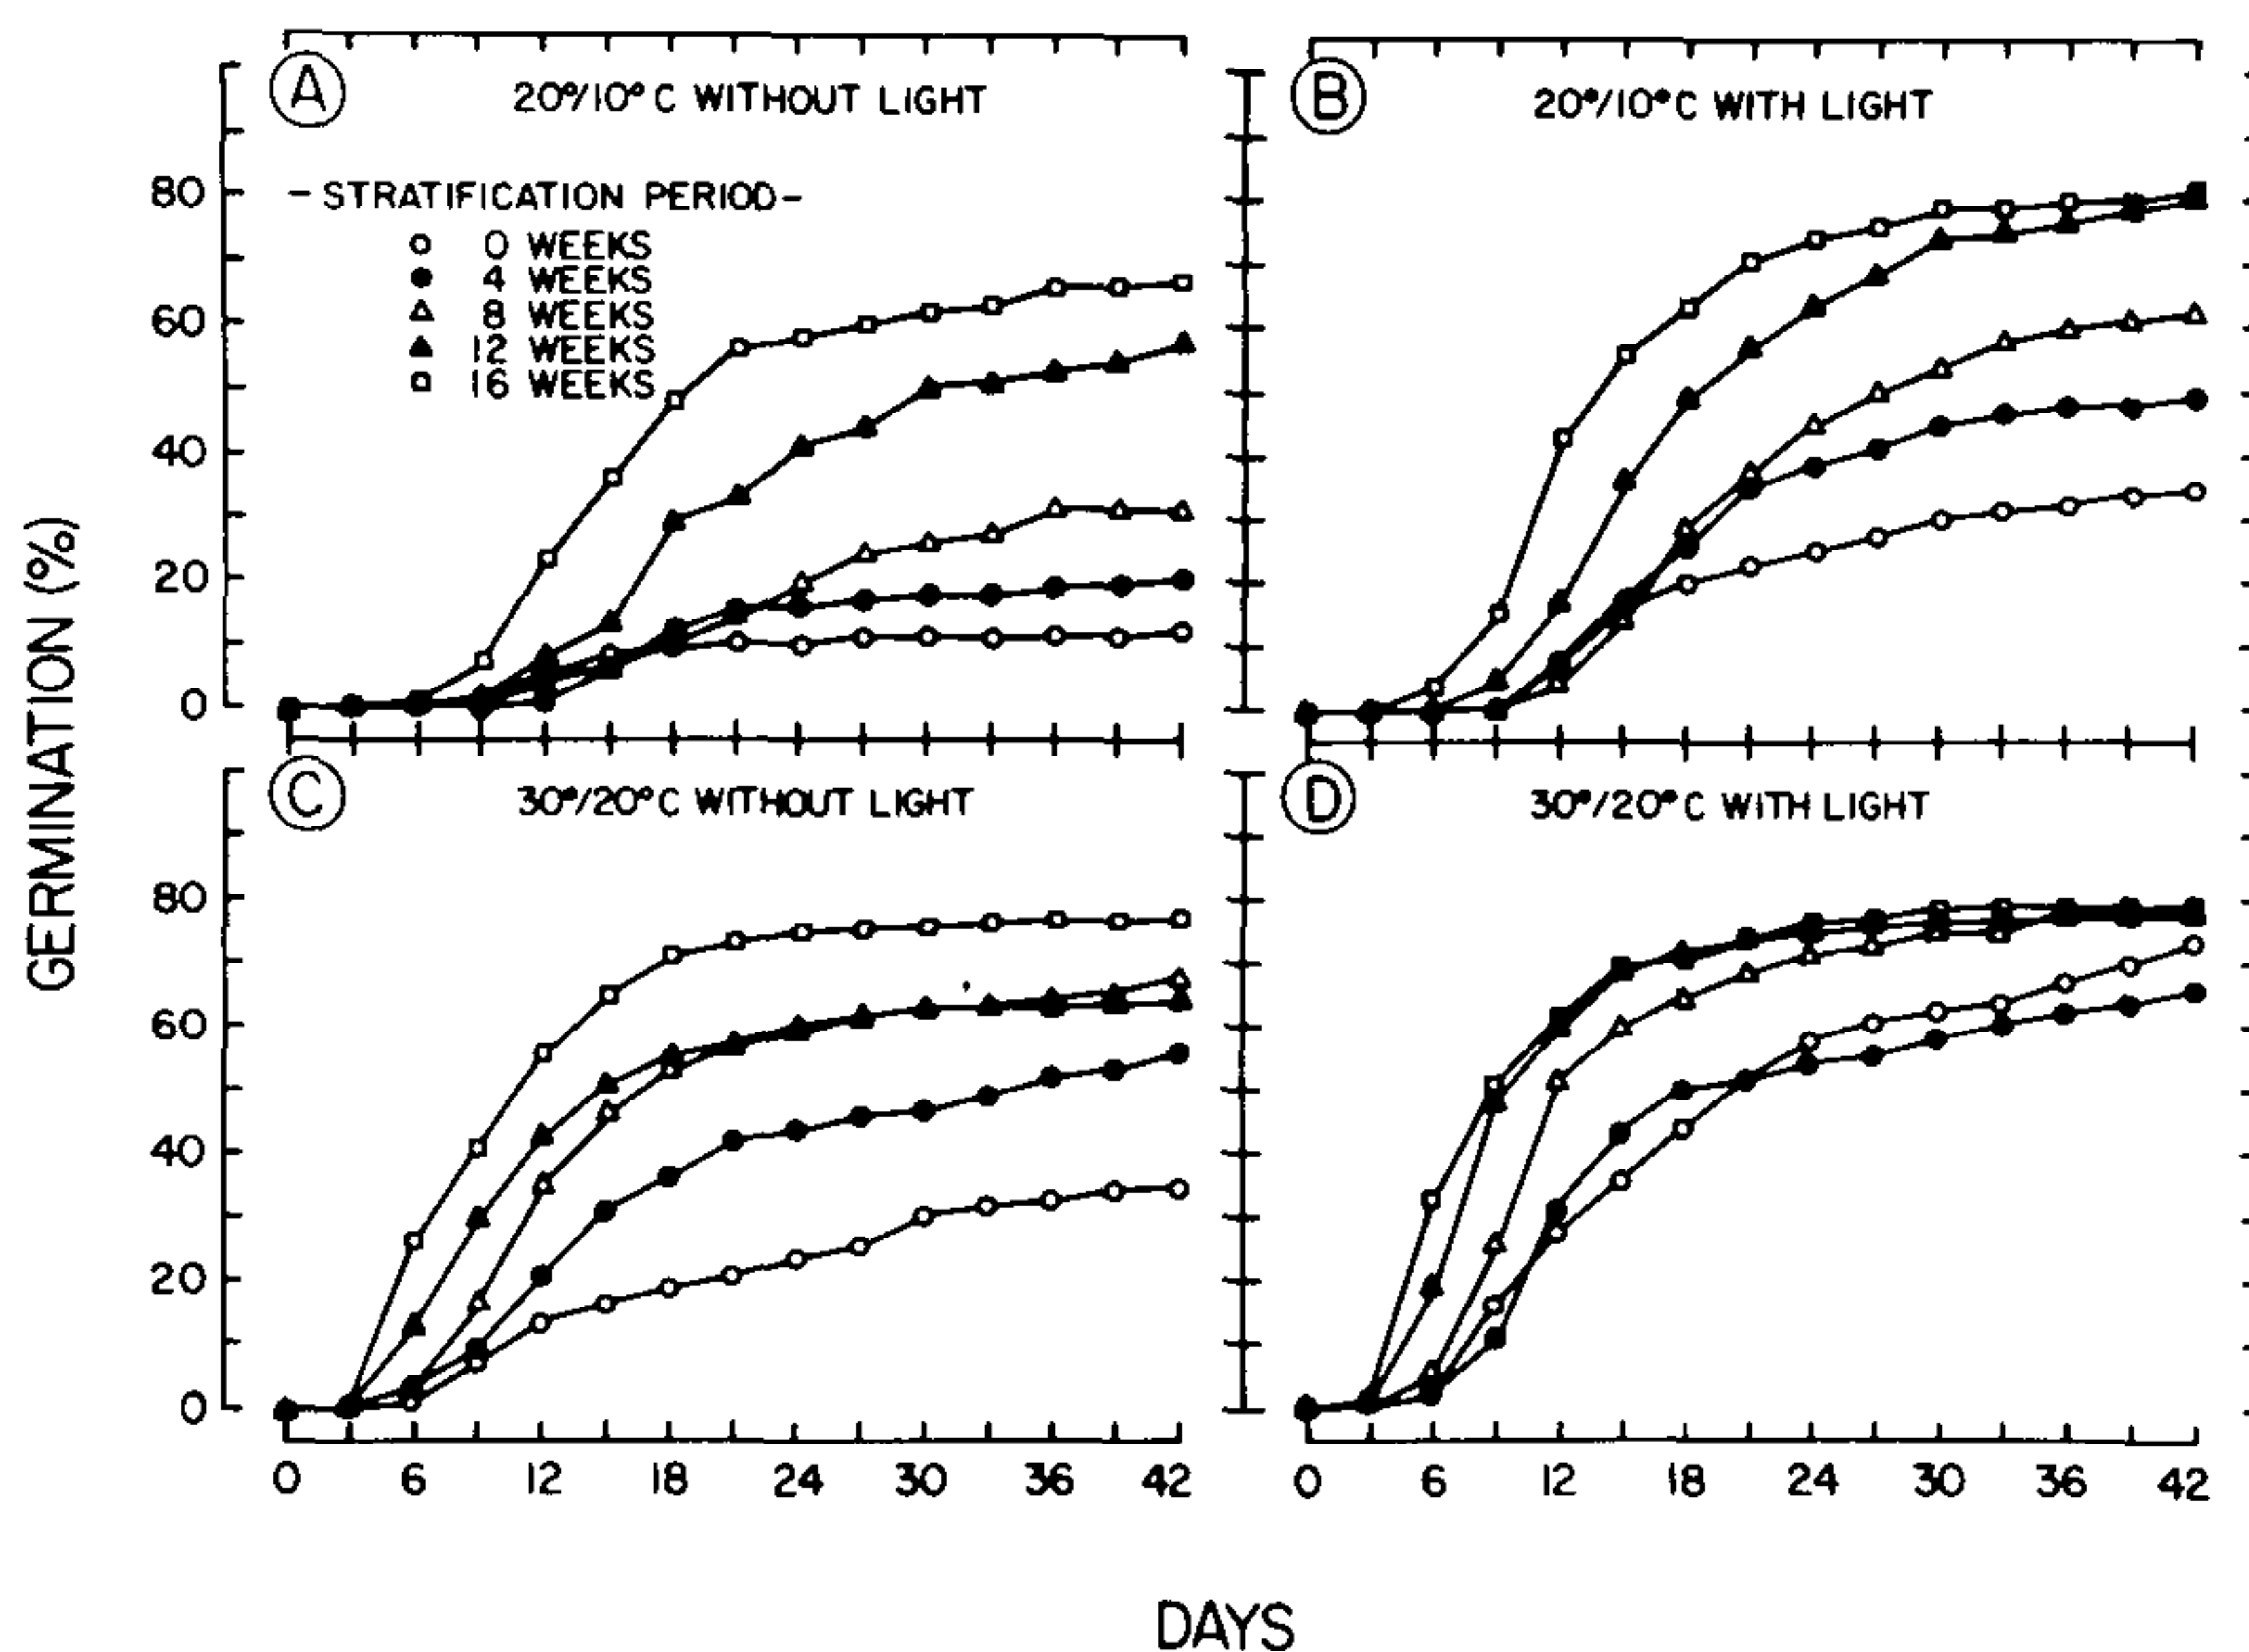 A
20°/10°C WITHOUT LIGHT
- STRATIFICATION PERIOD -
0 WEEKS
4 WEEKS
8 WEEKS
12 WEEKS
16 WEEKS
80
60
40
20
0
B
20°/10°C WITH LIGHT
GERMINATION (%)
C
30°/20°C WITHOUT LIGHT
80
60
40
20
0
0 6 12 18 24 30 36 42
D
30°/20°C WITH LIGHT
0 6 12 18 24 30 36 42
DAYS